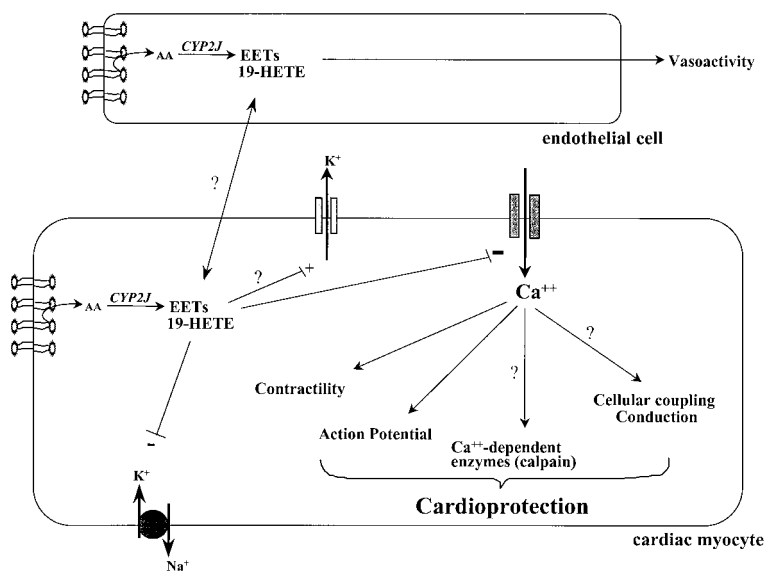 AA CYP2J EETs
19-HETE
Vasoactivity
endothelial cell
?
K+
?
+
-
AA CYP2J EETs
19-HETE
Ca++
?
?
Contractility
Action Potential
Ca++-dependent
enzymes (calpain)
Cellular coupling
Conduction
Cardioprotection
-
K+
Na+
cardiac myocyte